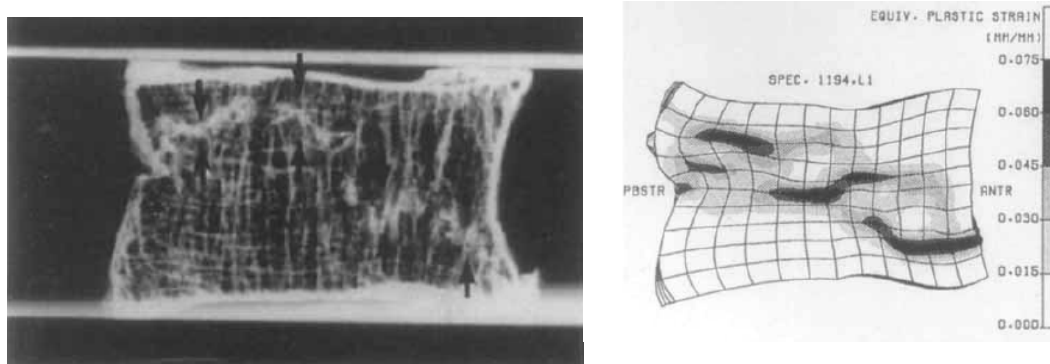 EQUIV. PLASTIC STRAIN
(MM/MM)
0.075
SPEC. 1194.L1
0.060
0.045
PBSTR
ANTR
0.030
0.015
0.000